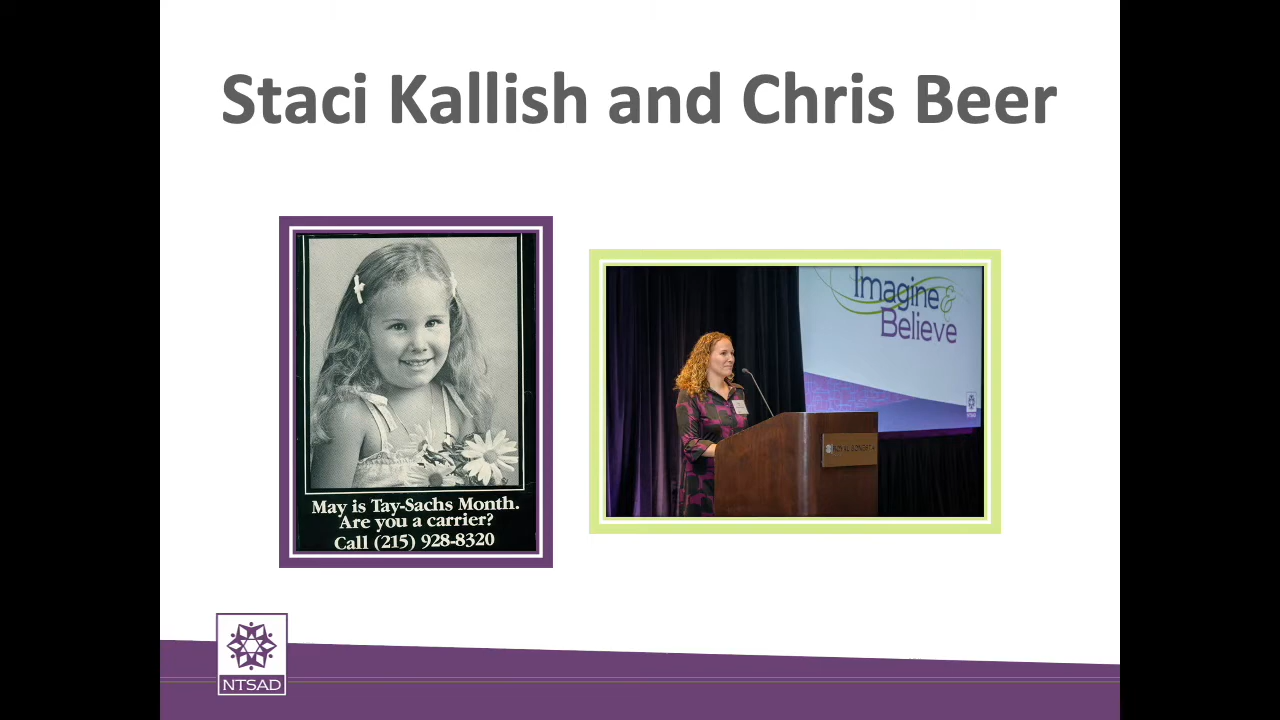 Staci Kallish and Chris Beer
May is Tay-Sachs Month.
Are you a carrier?
Call (215) 928-8320
Imagine &
Believe
NTSAD